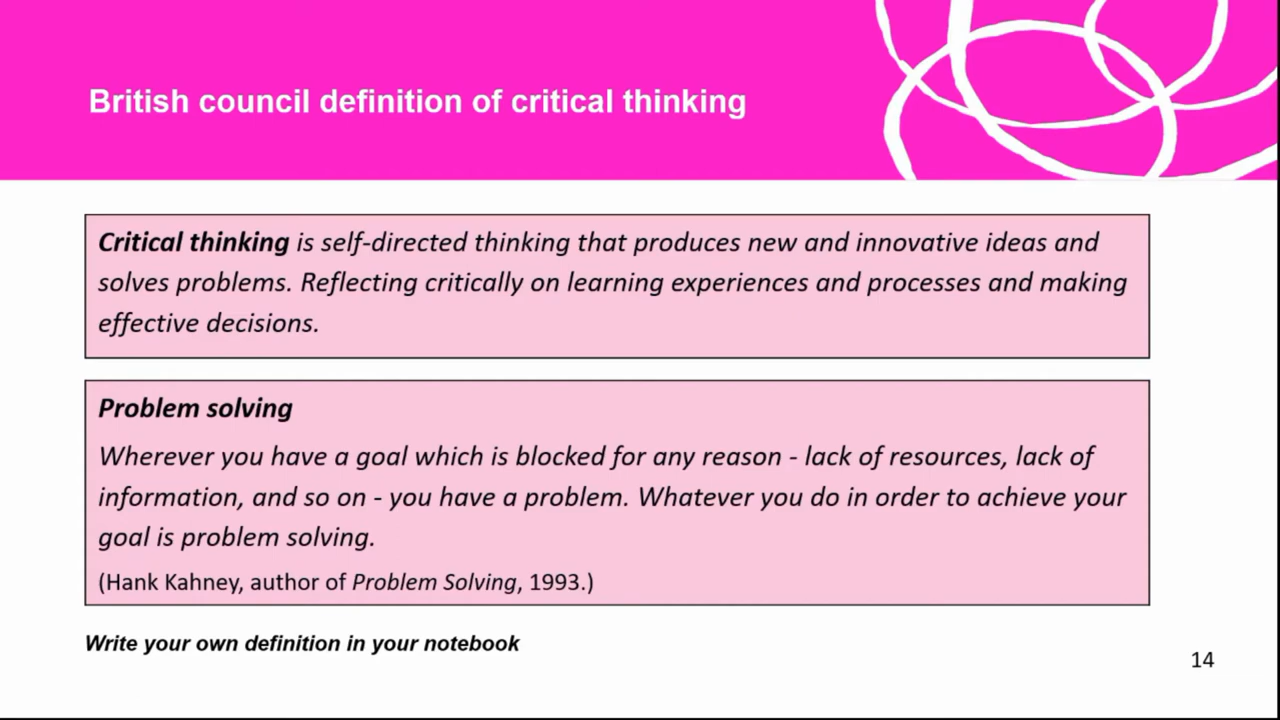 British council definition of critical thinking
Critical thinking is self-directed thinking that produces new and innovative ideas and
solves problems. Reflecting critically on learning experiences and processes and making
effective decisions.
Problem solving
Wherever you have a goal which is blocked for any reason - lack of resources, lack of
information, and so on - you have a problem. Whatever you do in order to achieve your
goal is problem solving.
(Hank Kahney, author of Problem Solving, 1993.)
Write your own definition in your notebook
14